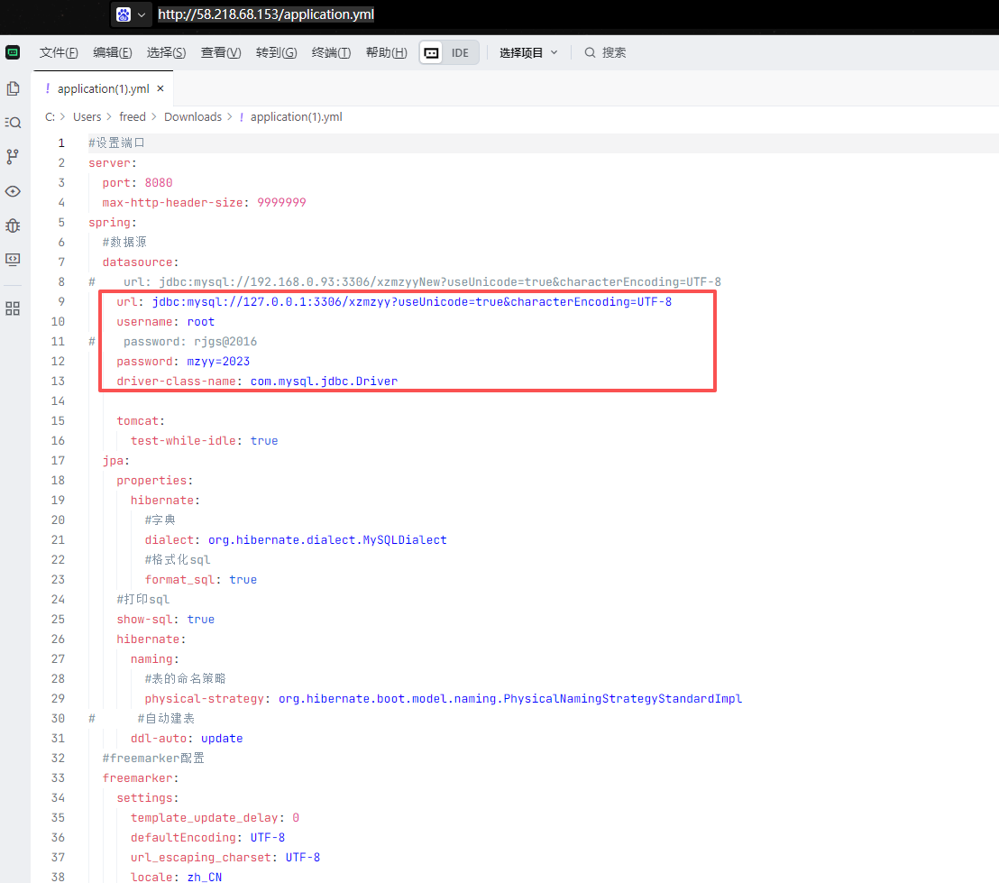 http://58.218.68.153/application.yml
文件(F) 编辑(E) 选择(S) 查看(V) 转到(G) 终端(T) 帮助(H) IDE 选择项目 搜索
! application(1).yml ×
C: > Users > freed > Downloads > ! application(1).yml
1 #设置端口
2 server:
3 port: 8080
4 max-http-header-size: 9999999
5 spring:
6 #数据源
7 datasource:
8 # url: jdbc:mysql://192.168.0.93:3306/xzmzyyNew?useUnicode=true&characterEncoding=UTF-8
9 url: jdbc:mysql://127.0.0.1:3306/xzmzyy?useUnicode=true&characterEncoding=UTF-8
10 username: root
11 # password: rjgs@2016
12 password: mzyy=2023
13 driver-class-name: com.mysql.jdbc.Driver
14
15 tomcat:
16 test-while-idle: true
17 jpa:
18 properties:
19 hibernate:
20 #字典
21 dialect: org.hibernate.dialect.MySQLDialect
22 #格式化sql
23 format_sql: true
24 #打印sql
25 show-sql: true
26 hibernate:
27 naming:
28 #表的命名策略
29 physical-strategy: org.hibernate.boot.model.naming.PhysicalNamingStrategyStandardImpl
30 # #自动建表
31 ddl-auto: update
32 #freemarker配置
33 freemarker:
34 settings:
35 template_update_delay: 0
36 defaultEncoding: UTF-8
37 url_escaping_charset: UTF-8
38 locale: zh_CN